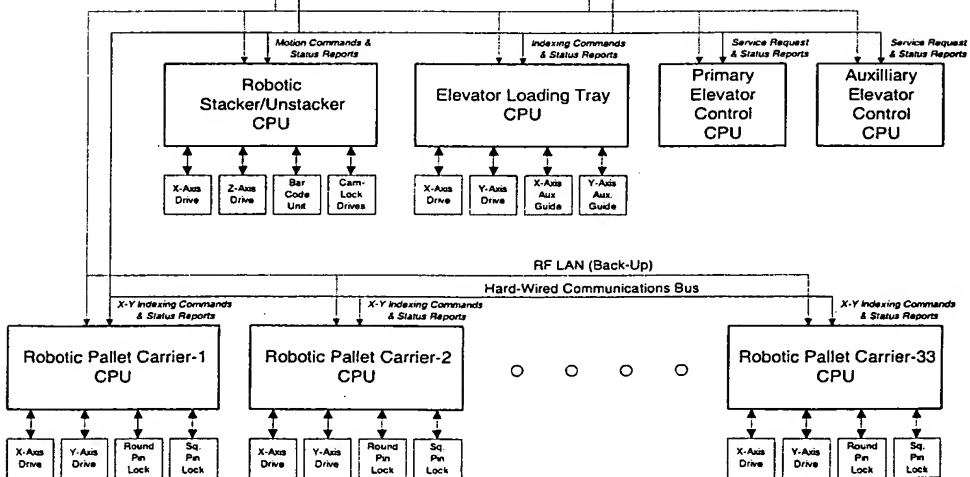 Motion Commands &
& Status Reports
Indexing Commands
& Status Reports
Service Request
& Status Reports
Service Request
& Status Reports
Robotic
Stacker/Unstacker
CPU
Elevator Loading Tray
CPU
Primary
Elevator
Control
CPU
Auxilliary
Elevator
Control
CPU
X-Axis
Drive
Z-Axis
Drive
Bar
Code
Unit
Cam-
Lock
Drives
X-Axis
Drive
Y-Axis
Drive
X-Axis
Aux
Guide
Y-Axis
Aux.
Guide
RF LAN (Back-Up)
Hard-Wired Communications Bus
X-Y Indexing Commands
& Status Reports
X-Y Indexing Commands
& Status Reports
X-Y Indexing Commands
& Status Reports
Robotic Pallet Carrier-1
CPU
Robotic Pallet Carrier-2
CPU
Robotic Pallet Carrier-33
CPU
X-Axis
Drive
Y-Axis
Drive
Round
Pin
Lock
Sq.
Pin
Lock
X-Axis
Drive
Y-Axis
Drive
Round
Pin
Lock
Sq.
Pin
Lock
X-Axis
Drive
Y-Axis
Drive
Round
Pin
Lock
Sq.
Pin
Lock